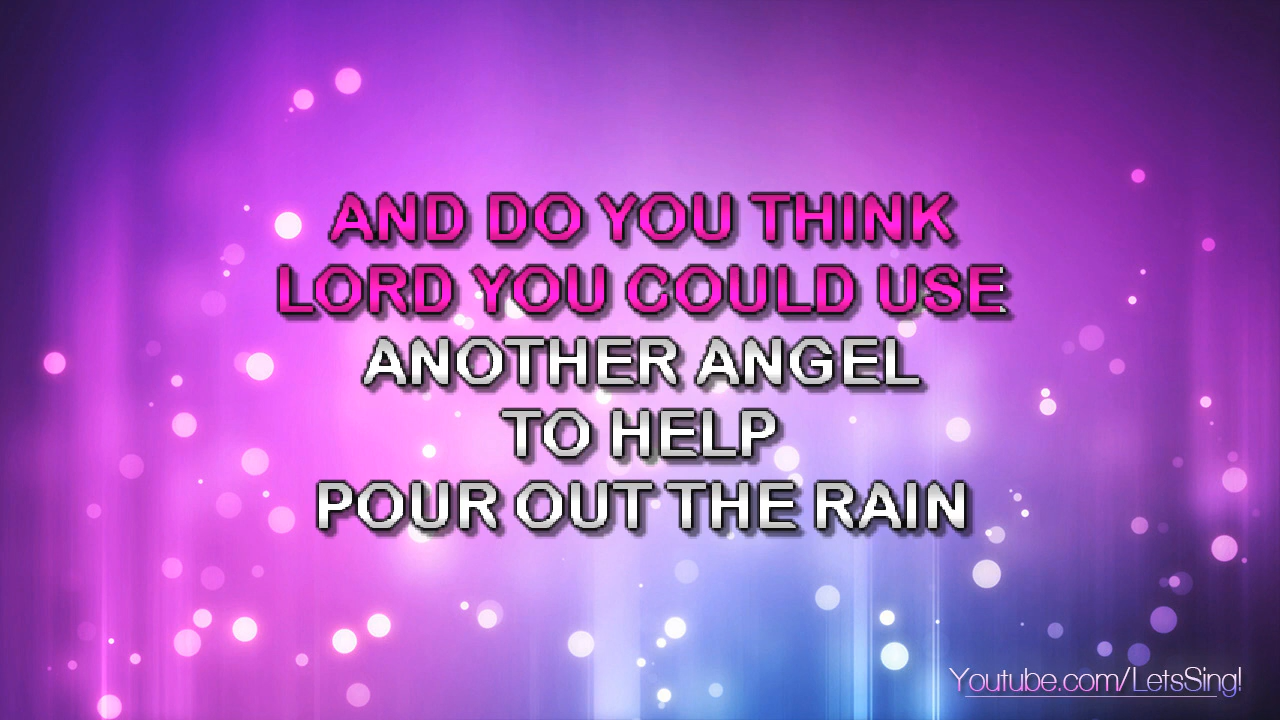 AND DO YOU THINK
LORD YOU COULD USE
ANOTHER ANGEL
TO HELP
POUR OUT THE RAIN
Youtube.com/LetsSing!